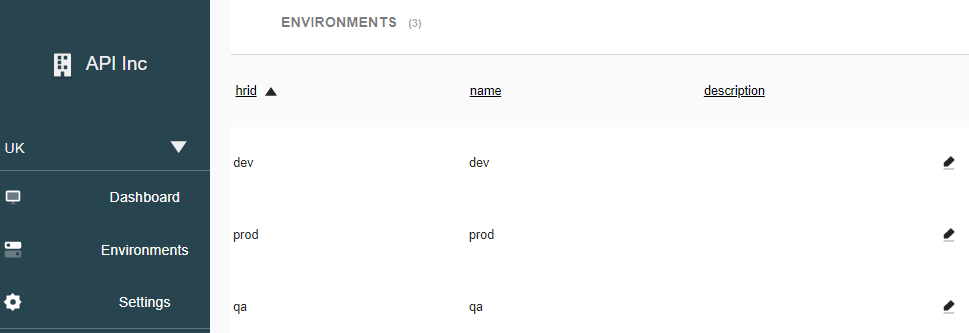 API Inc
UK
Dashboard
Environments
Settings
ENVIRONMENTS (3)
hrid name description
dev dev
prod prod
qa qa